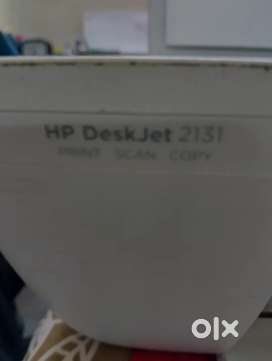 HP DeskJet 2131
PRINT SCAN COPY
olx